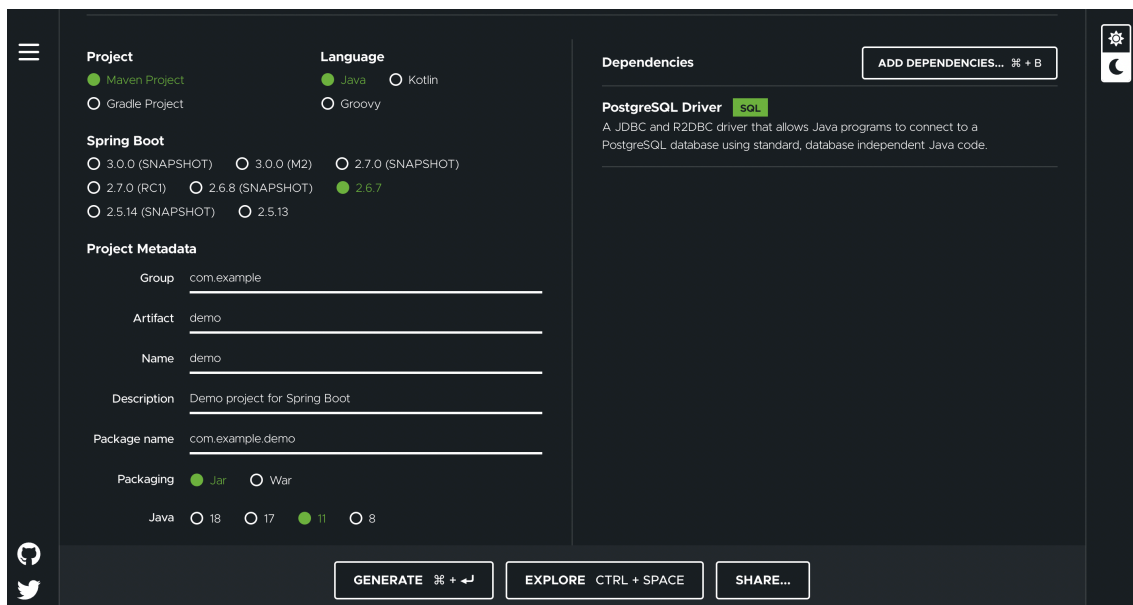 Project
Maven Project
Gradle Project
Language
Java Kotlin
Groovy
Spring Boot
3.0.0 (SNAPSHOT) 3.0.0 (M2) 2.7.0 (SNAPSHOT)
2.7.0 (RC1) 2.6.8 (SNAPSHOT) 2.6.7
2.5.14 (SNAPSHOT) 2.5.13
Project Metadata
Group com.example
Artifact demo
Name demo
Description Demo project for Spring Boot
Package name com.example.demo
Packaging Jar War
Java 18 17 11 8
Dependencies
ADD DEPENDENCIES... ⌘ + B
PostgreSQL Driver SQL
A JDBC and R2DBC driver that allows Java programs to connect to a
PostgreSQL database using standard, database independent Java code.
GENERATE ⌘ + ↵
EXPLORE CTRL + SPACE
SHARE...